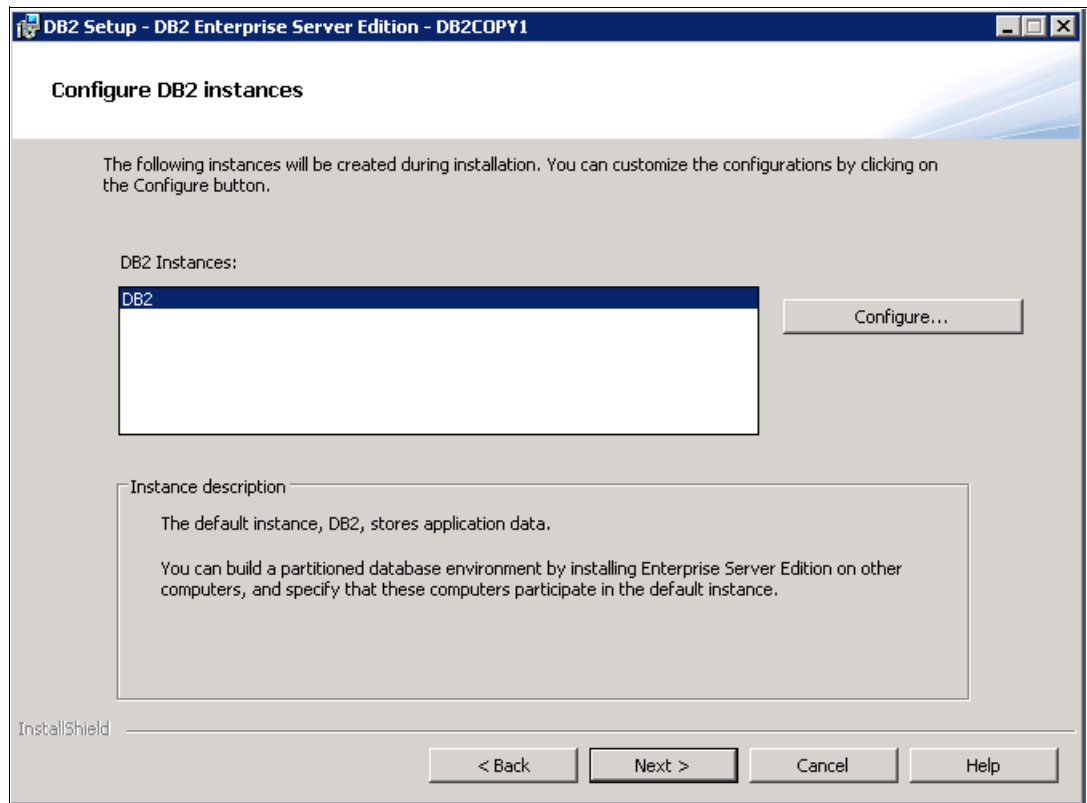 DB2 Setup - DB2 Enterprise Server Edition - DB2COPY1
Configure DB2 instances
The following instances will be created during installation. You can customize the configurations by clicking on
the Configure button.
DB2 Instances:
DB2
Configure...
Instance description
The default instance, DB2, stores application data.
You can build a partitioned database environment by installing Enterprise Server Edition on other
computers, and specify that these computers participate in the default instance.
InstallShield
< Back
Next >
Cancel
Help